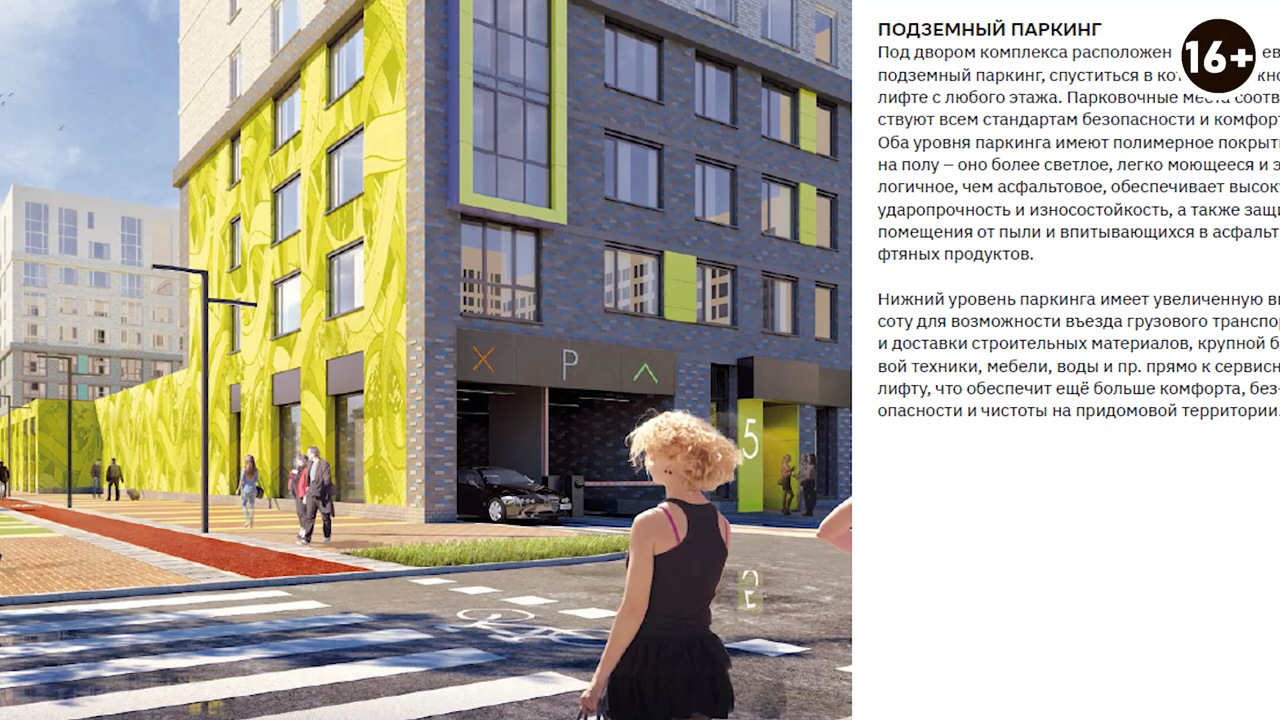 ПОДЗЕМНЫЙ ПАРКИНГ
16+
Под двором комплекса расположен
подземный паркинг, спуститься в
лифте с любого этажа. Парковочные места соотв
ствуют всем стандартам безопасности и комфорт
Оба уровня паркинга имеют полимерное покрыти
на полу – оно более светлое, легко моющееся и э
логичное, чем асфальтовое, обеспечивает высок
ударопрочность и износостойкость, а также защи
помещения от пыли и впитывающихся в асфальт
фтяных продуктов.
Нижний уровень паркинга имеет увеличенную вы
соту для возможности въезда грузового транспор
и доставки строительных материалов, крупной б
вой техники, мебели, воды и пр. прямо к сервисн
лифту, что обеспечит ещё больше комфорта, без-
опасности и чистоты на придомовой территории.
X P
5